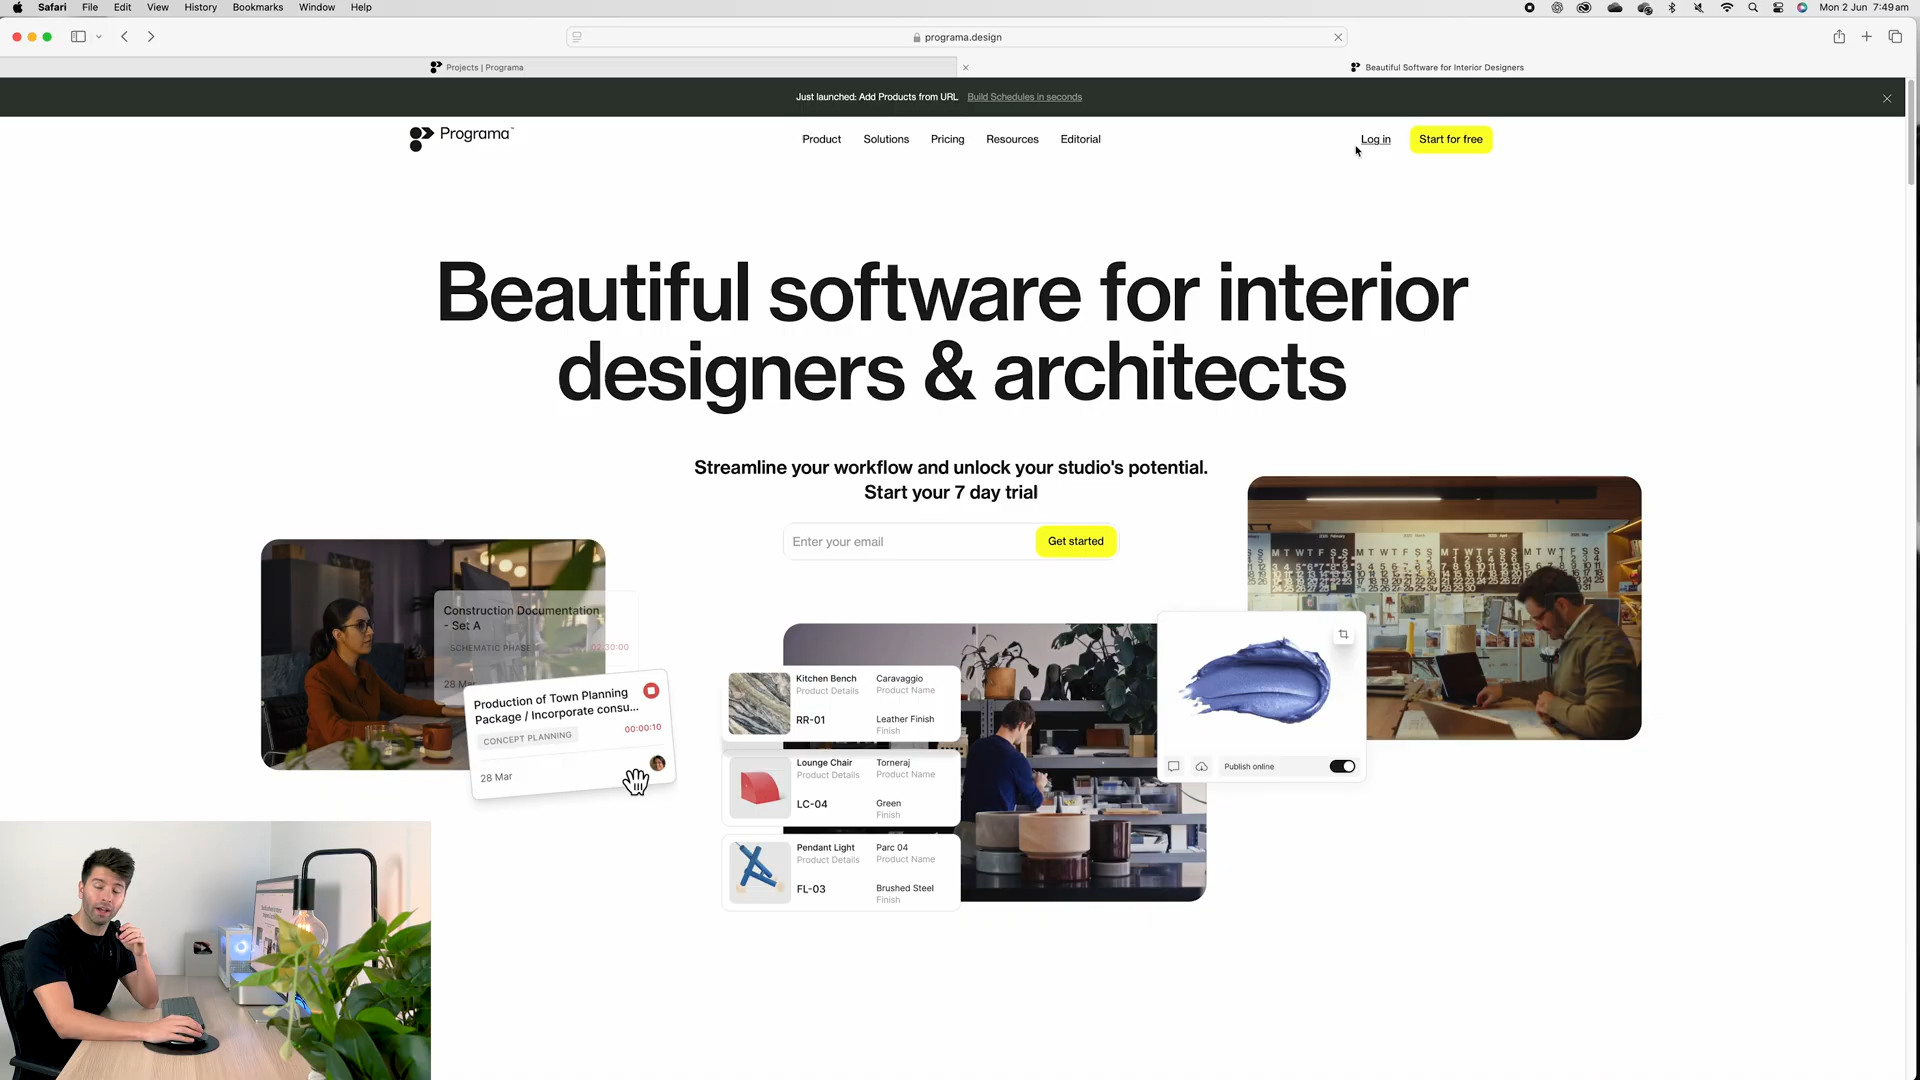 Safari File Edit View History Bookmarks Window Help
Mon 2 Jun 7:49 am
programa.design
Projects | Programa
Beautiful Software for Interior Designers
Just launched: Add Products from URL Build Schedules in seconds
Programa™
Product Solutions Pricing Resources Editorial
Log in
Start for free
Beautiful software for interior
designers & architects
Streamline your workflow and unlock your studio's potential.
Start your 7 day trial
Enter your email
Get started
Construction Documentation
- Set A
SCHEMATIC PHASE
02:30:00
28 Mar
Production of Town Planning
Package / Incorporate consu...
CONCEPT PLANNING
00:00:10
28 Mar
Kitchen Bench
Product Details
RR-01
Caravaggio
Product Name
Leather Finish
Finish
Lounge Chair
Product Details
LC-04
Torneraj
Product Name
Green
Finish
Pendant Light
Product Details
FL-03
Parc 04
Product Name
Brushed Steel
Finish
Publish online